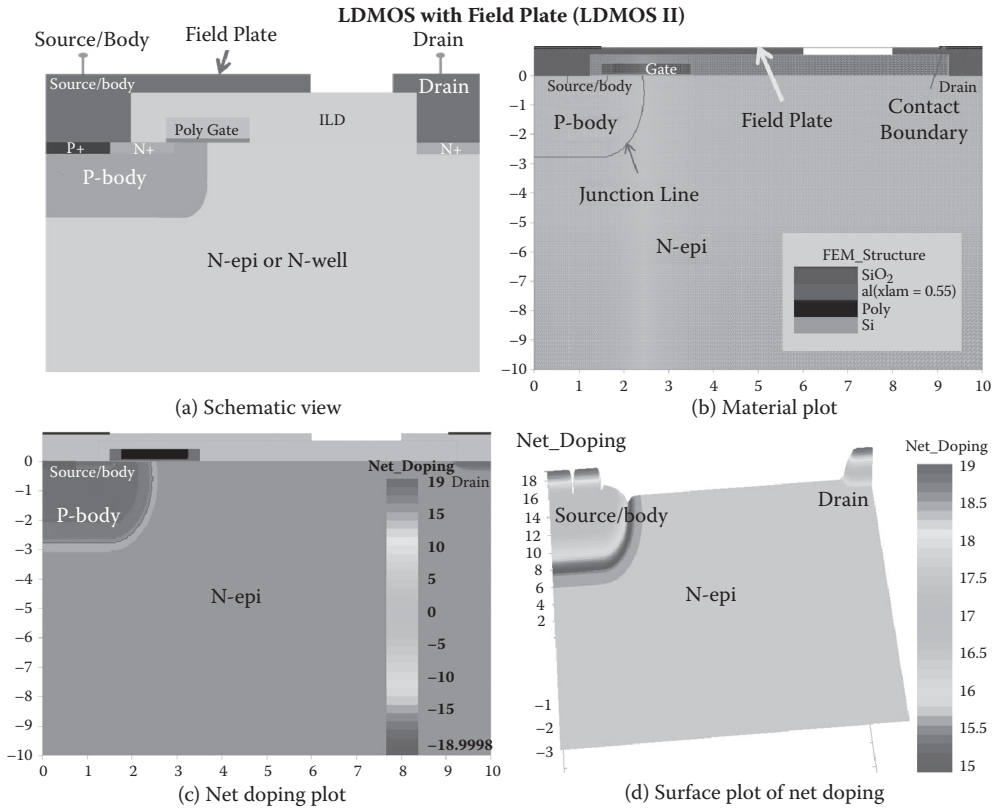 LDMOS with Field Plate (LDMOS II)
Source/Body
Field Plate
Drain
Source/body
Drain
Poly Gate
ILD
P+
N+
N+
P-body
N-epi or N-well
(a) Schematic view
Gate
Source/body
Drain
P-body
Field Plate
Contact
Boundary
Junction Line
N-epi
FEM_Structure
SiO2
al(xlam = 0.55)
Poly
Si
0
−1
−2
−3
−4
−5
−6
−7
−8
−9
−10
0 1 2 3 4 5 6 7 8 9 10
(b) Material plot
Source/body
P-body
N-epi
Net_Doping
Drain
19
15
10
5
0
−5
−10
−15
−18.9998
0
−1
−2
−3
−4
−5
−6
−7
−8
−9
−10
0 1 2 3 4 5 6 7 8 9 10
(c) Net doping plot
Net_Doping
18
16
14
12
10
8
6
4
2
−1
−2
−3
Source/body
Drain
N-epi
Net_Doping
19
18.5
18
17.5
17
16.5
16
15.5
15
(d) Surface plot of net doping